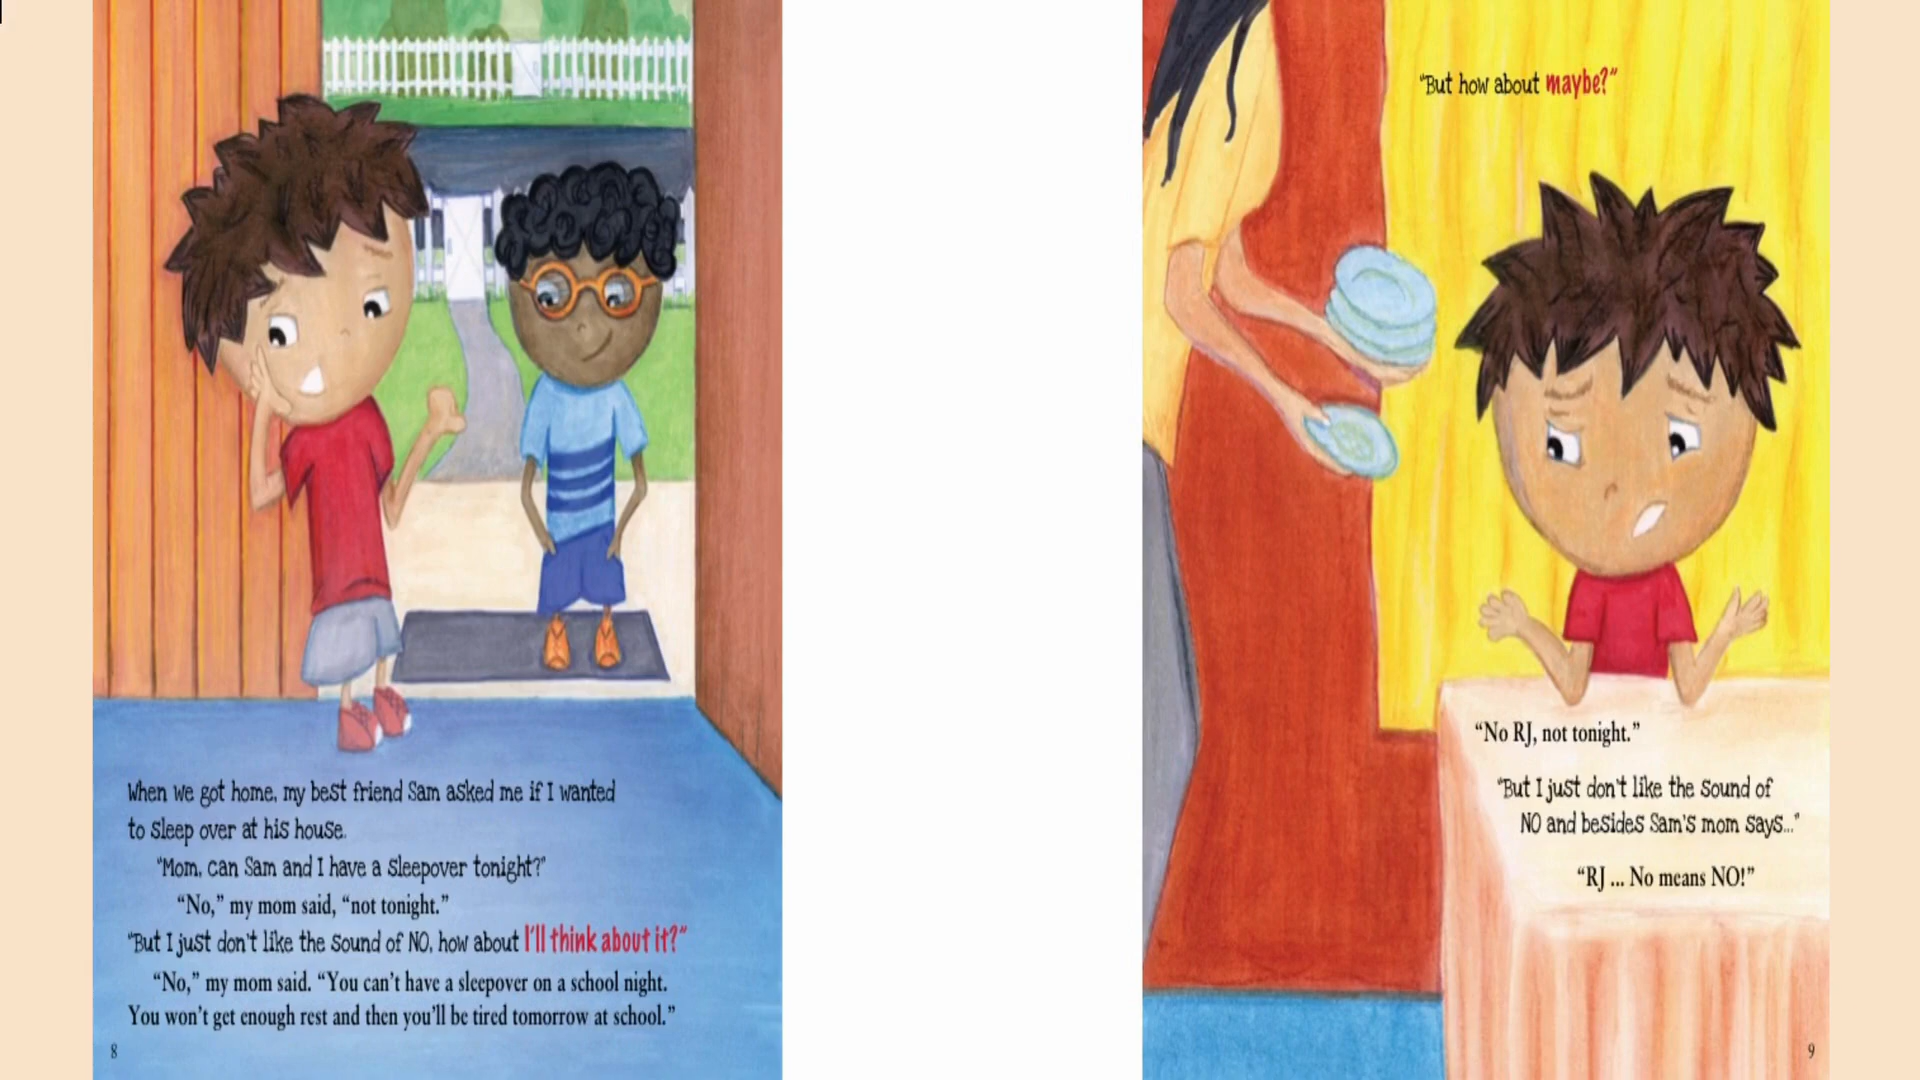 When we got home, my best friend Sam asked me if I wanted
to sleep over at his house.
"Mom, can Sam and I have a sleepover tonight?"
“No,” my mom said, “not tonight.”
"But I just don't like the sound of NO, how about I'll think about it?"
“No,” my mom said. “You can’t have a sleepover on a school night.
You won’t get enough rest and then you’ll be tired tomorrow at school.”
8
"But how about maybe?"
“No RJ, not tonight.”
"But I just don't like the sound of
NO and besides Sam's mom says..."
“RJ ... No means NO!”
9